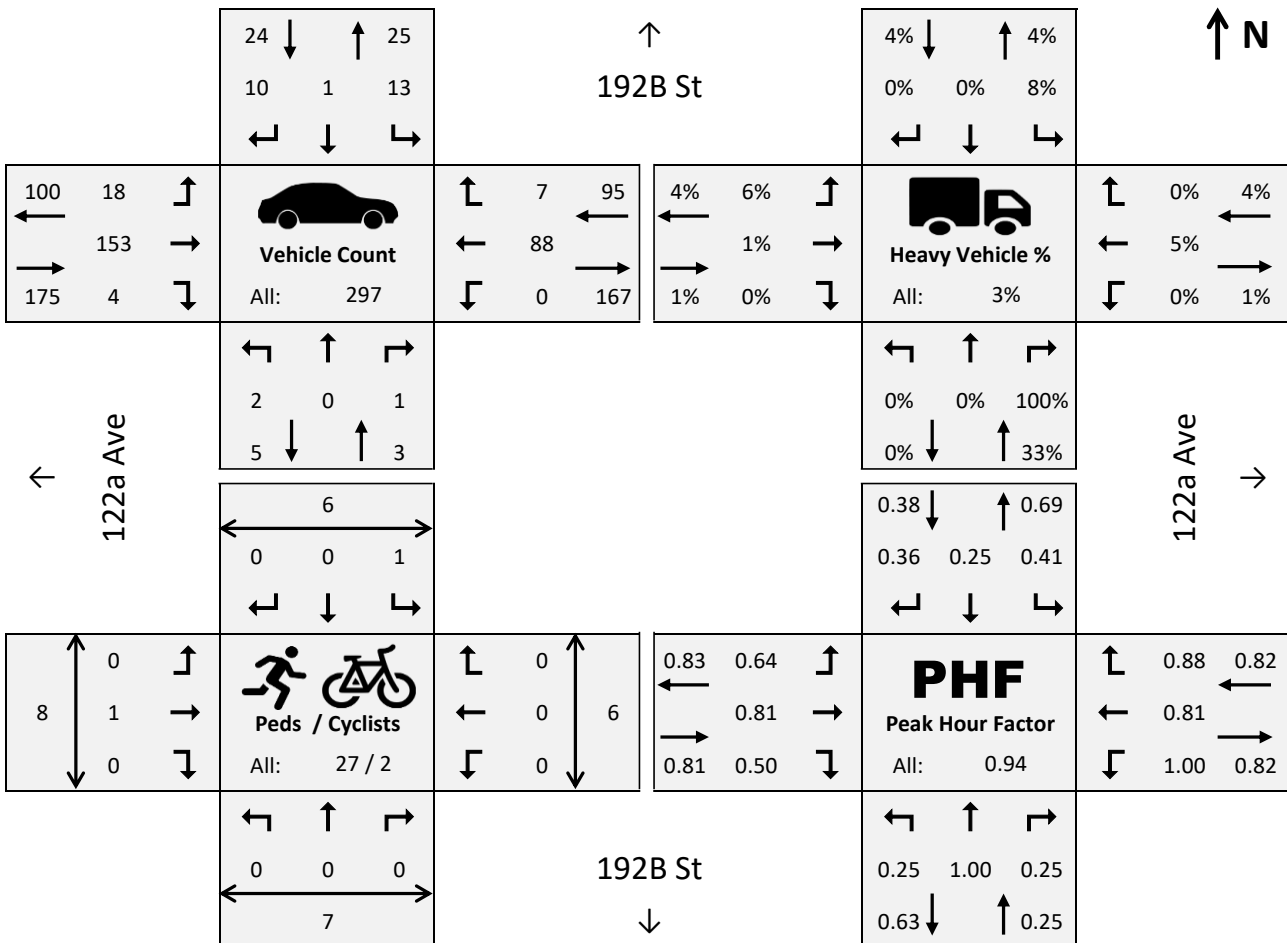 24 25 4% 4% N
192B St
10 1 13 0% 0% 8%
100 18 7 95 4% 6% 0% 4%
153 Vehicle Count 88 1% Heavy Vehicle % 5%
175 4 All: 297 0 167 1% 0% All: 3% 0% 1%
2 0 1 0% 0% 100%
5 3 0% 33%
122a Ave 122a Ave
6 0.38 0.69
0 0 1 0.36 0.25 0.41
0 0 0.83 0.64 PHF 0.88 0.82
8 1 Peds / Cyclists 0 6 0.81 Peak Hour Factor 0.81
0 All: 27 / 2 0 0.81 0.50 All: 0.94 1.00 0.82
0 0 0 192B St 0.25 1.00 0.25
7 0.63 0.25